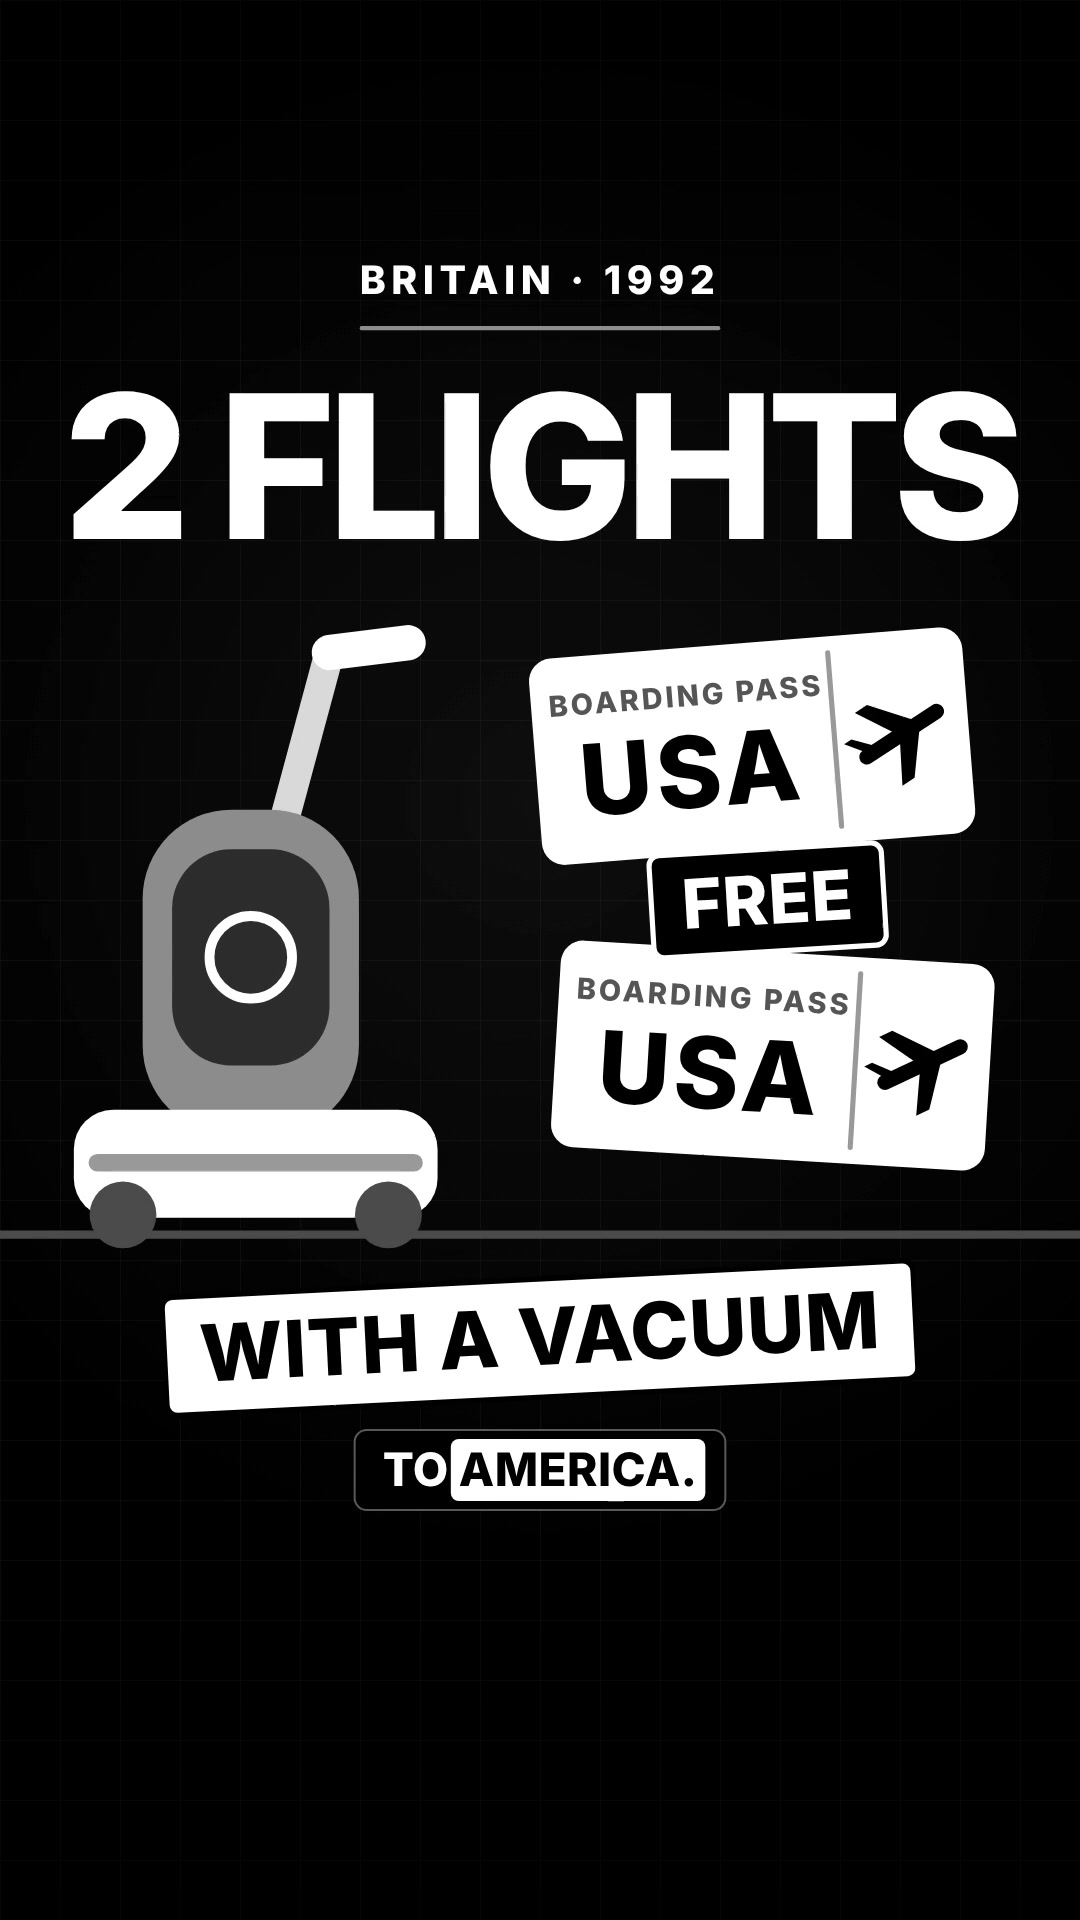 BRITAIN · 1992
2 FLIGHTS
BOARDING PASS
USA
FREE
BOARDING PASS
USA
WITH A VACUUM
TO AMERICA.